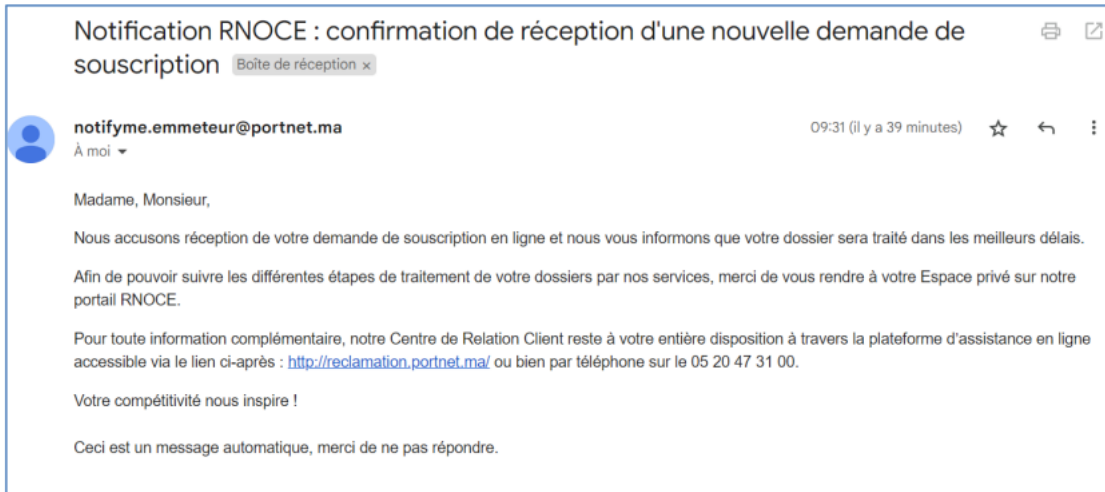 Notification RNOCE : confirmation de réception d'une nouvelle demande de
souscription Boîte de réception ×
notifyme.emmeteur@portnet.ma 09:31 (il y a 39 minutes)
À moi
Madame, Monsieur,
Nous accusons réception de votre demande de souscription en ligne et nous vous informons que votre dossier sera traité dans les meilleurs délais.
Afin de pouvoir suivre les différentes étapes de traitement de votre dossiers par nos services, merci de vous rendre à votre Espace privé sur notre
portail RNOCE.
Pour toute information complémentaire, notre Centre de Relation Client reste à votre entière disposition à travers la plateforme d'assistance en ligne
accessible via le lien ci-après : http://reclamation.portnet.ma/ ou bien par téléphone sur le 05 20 47 31 00.
Votre compétitivité nous inspire !
Ceci est un message automatique, merci de ne pas répondre.